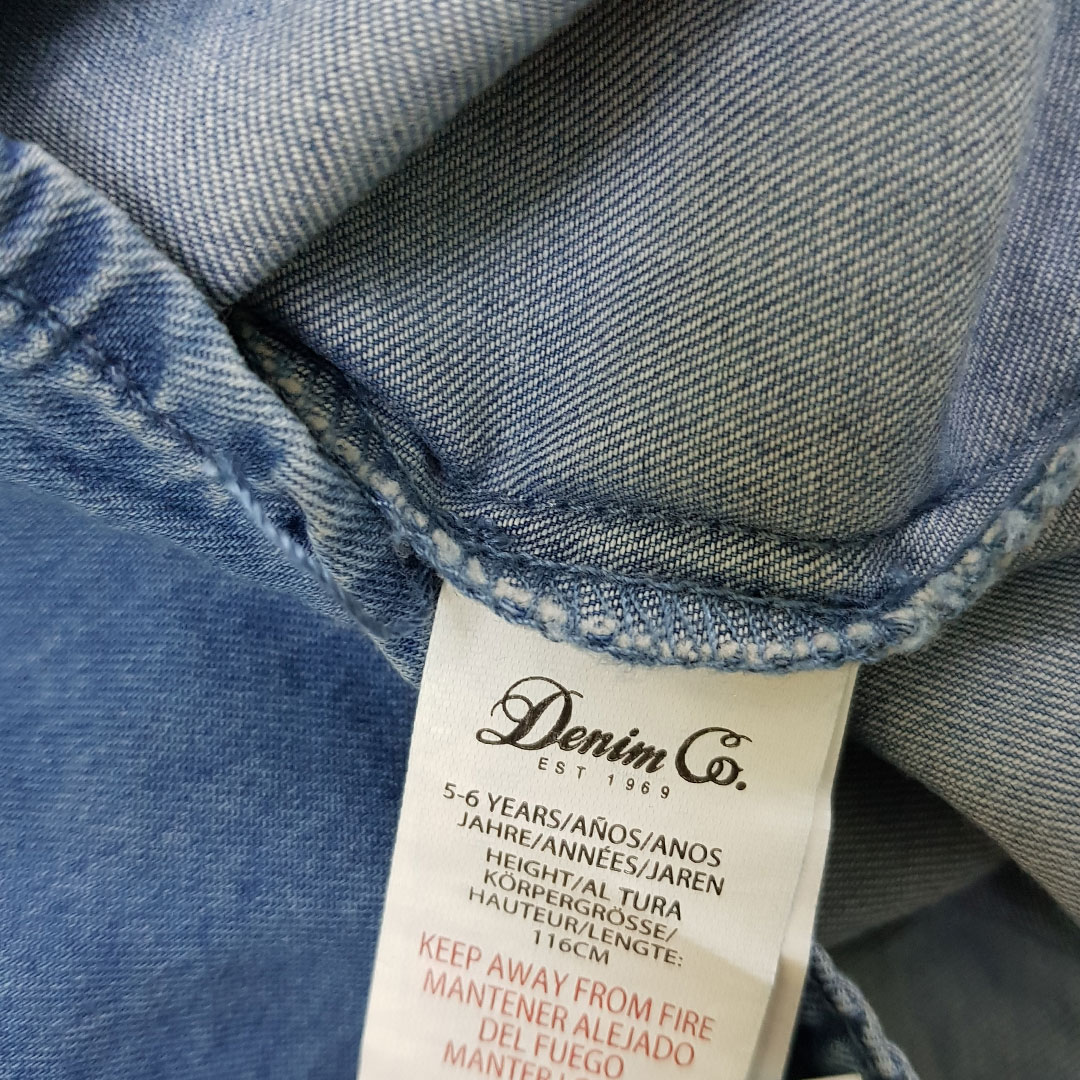 Denim Co.
EST 1969
5-6 YEARS/AÑOS/ANOS
JAHRE/ANNÉES/JAREN
HEIGHT/AL TURA
KÖRPERGRÖSSE/
HAUTEUR/LENGTE:
116CM
KEEP AWAY FROM FIRE
MANTENER ALEJADO
DEL FUEGO